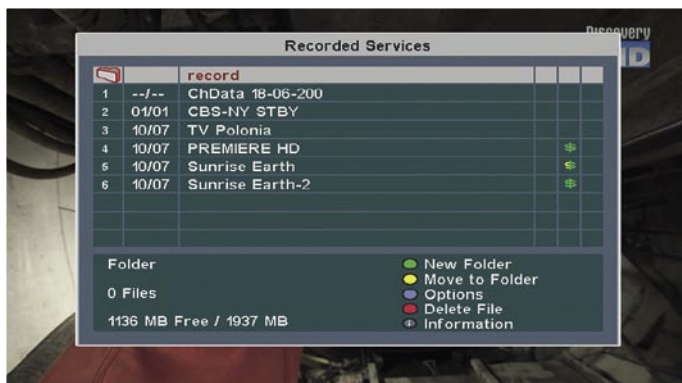 Discovery
HD
Recorded Services
record
1 --/-- ChData 18-06-200
2 01/01 CBS-NY STBY
3 10/07 TV Polonia
4 10/07 PREMIERE HD $
5 10/07 Sunrise Earth $
6 10/07 Sunrise Earth-2 $
Folder
0 Files
1136 MB Free / 1937 MB
New Folder
Move to Folder
Options
Delete File
i Information